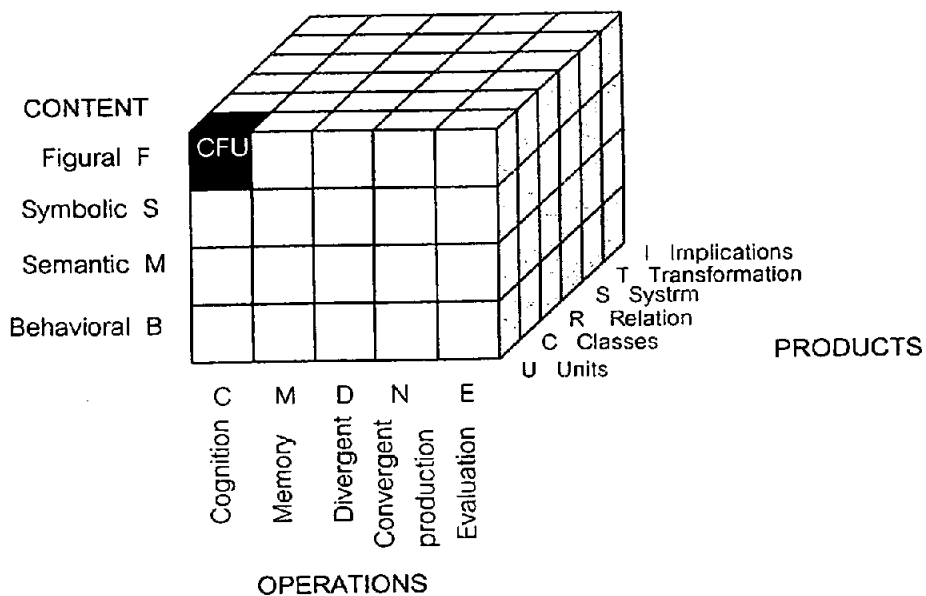 CONTENT
CFU
Figural F
Symbolic S
Semantic M
Behavioral B
I Implications
T Transformation
S Systrm
R Relation
C Classes
U Units
PRODUCTS
C M D N E
Cognition
Memory
Divergent
Convergent
production
Evaluation
OPERATIONS